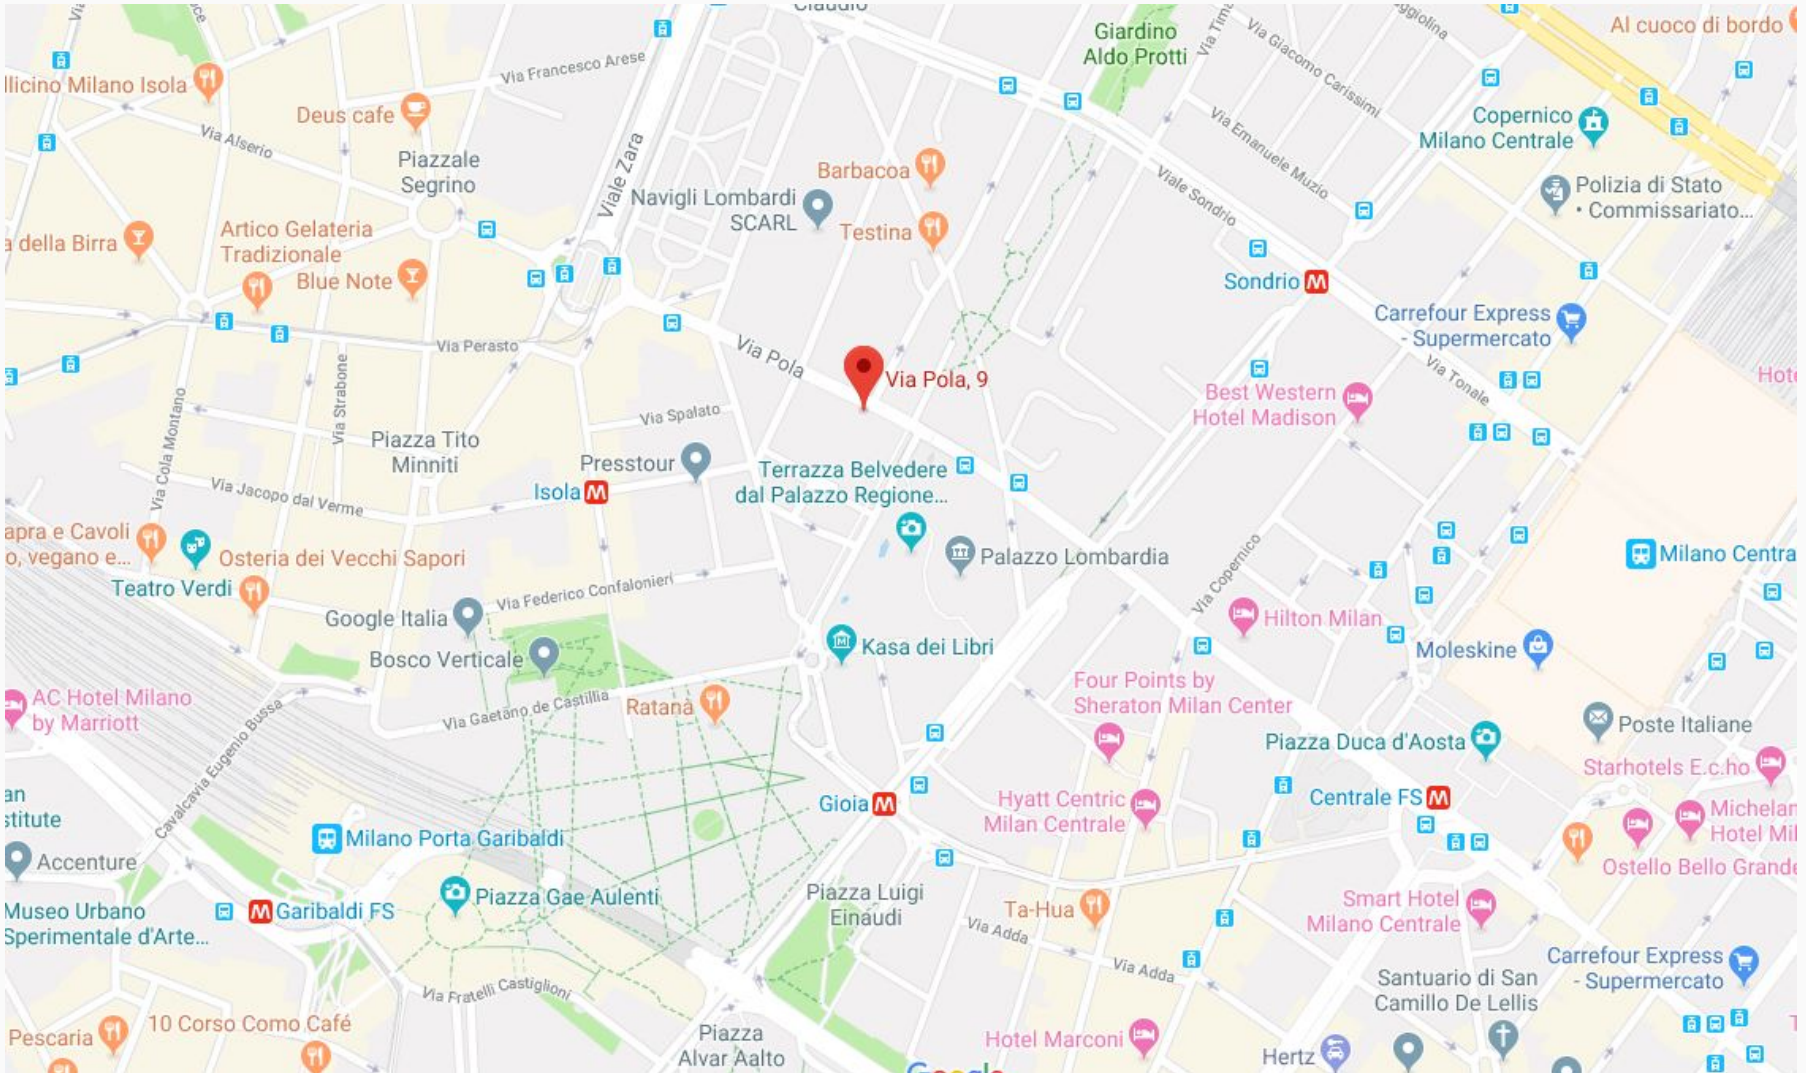 Claudio
Giardino
Aldo Protti
Via Giacomo Carissimi
Al cuoco di bordo
Via Francesco Arese
llicino Milano Isola
Deus cafe
Via Alserio
Piazzale
Segrino
Viale Zara
Barbacoa
Navigli Lombardi
SCARL
Testina
Via Emanuele Muzio
Viale Sondrio
Copernico
Milano Centrale
Polizia di Stato
• Commissariato...
a della Birra
Artico Gelateria
Tradizionale
Blue Note
Sondrio
Carrefour Express
- Supermercato
Via Perasto
Via Pola
Via Pola, 9
Via Strabone
Via Cola Montano
Via Spalato
Best Western
Hotel Madison
Via Tonale
Piazza Tito
Minniti
Presstour
Isola
Terrazza Belvedere
dal Palazzo Regione...
Via Jacopo dal Verme
apra e Cavoli
o, vegano e...
Osteria dei Vecchi Sapori
Teatro Verdi
Palazzo Lombardia
Via Copernico
Milano Centra
Via Federico Confalonieri
Google Italia
Bosco Verticale
Kasa dei Libri
Hilton Milan
Moleskine
AC Hotel Milano
by Marriott
Via Gaetano de Castillia
Ratanà
Four Points by
Sheraton Milan Center
Piazza Duca d'Aosta
Poste Italiane
Starhotels E.c.ho
Cavalcavia Eugenio Bussa
an
stitute
Gioia
Hyatt Centric
Milan Centrale
Centrale FS
Michelan
Hotel Mil
Milano Porta Garibaldi
Accenture
Ostello Bello Grande
Piazza Gae Aulenti
Piazza Luigi
Einaudi
Museo Urbano
Sperimentale d'Arte...
Garibaldi FS
Ta-Hua
Smart Hotel
Milano Centrale
Via Adda
Via Adda
Carrefour Express
- Supermercato
Via Fratelli Castiglioni
Santuario di San
Camillo De Lellis
Pescaria
10 Corso Como Café
Piazza
Alvar Aalto
Hotel Marconi
Hertz
Google